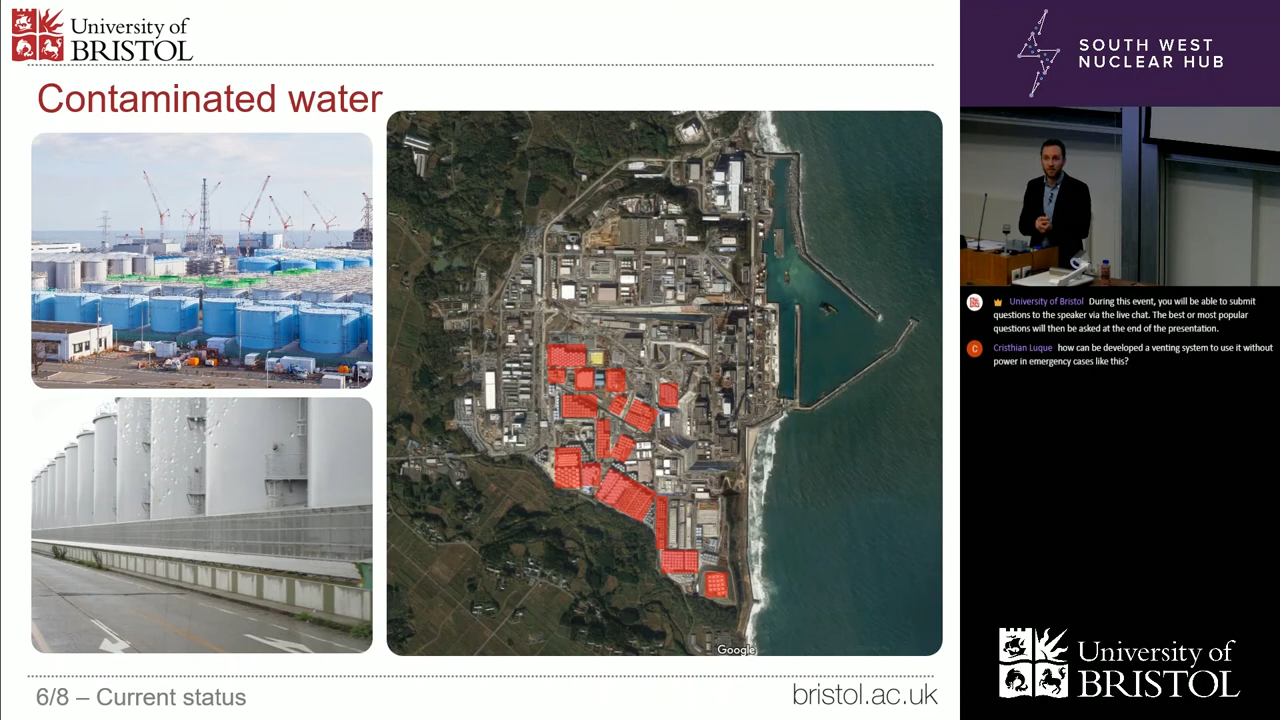 University of
BRISTOL
Contaminated water
Google
6/8 – Current status
bristol.ac.uk
SOUTH WEST
NUCLEAR HUB
University of Bristol During this event, you will be able to submit
questions to the speaker via the live chat. The best or most popular
questions will then be asked at the end of the presentation.
C
Cristhian Luque how can be developed a venting system to use it without
power in emergency cases like this?
University of
BRISTOL